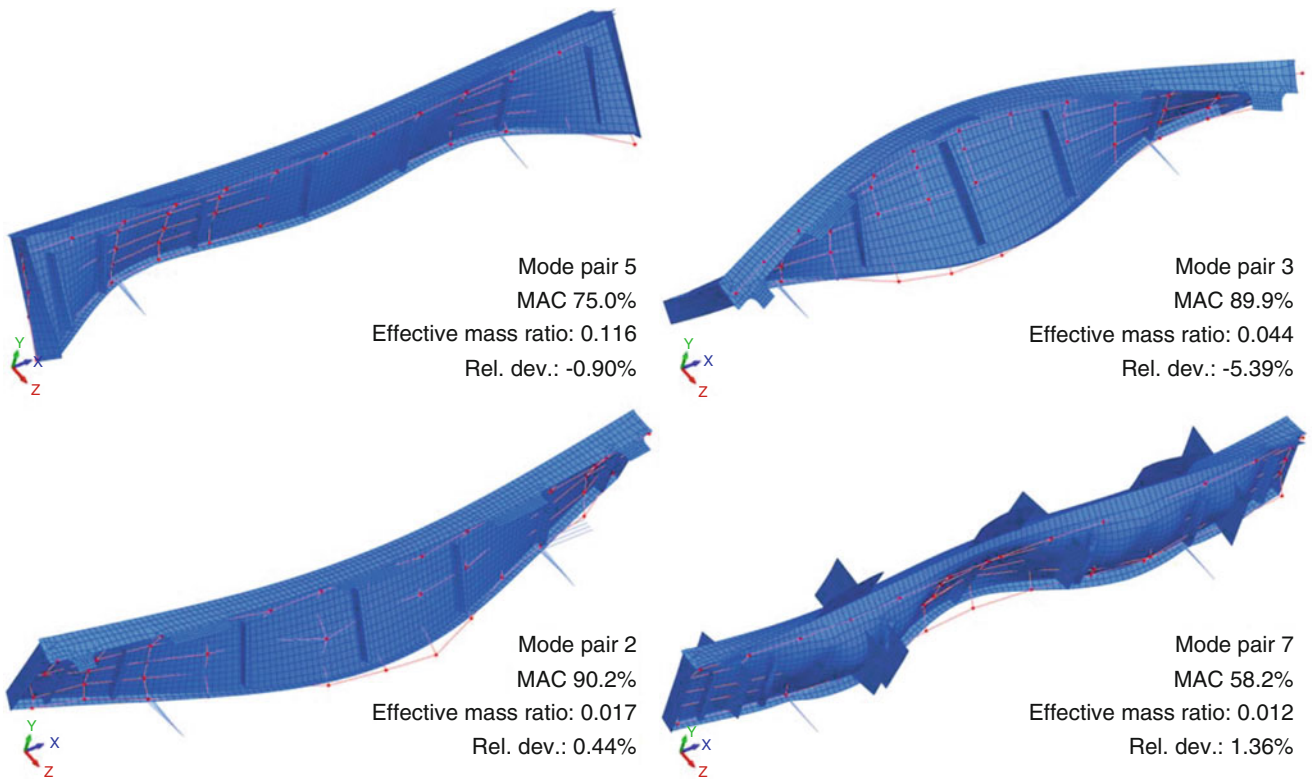 Mode pair 5
MAC 75.0%
Effective mass ratio: 0.116
Rel. dev.: -0.90%
Y
X
Z
Mode pair 3
MAC 89.9%
Effective mass ratio: 0.044
Rel. dev.: -5.39%
Y
X
Z
Mode pair 2
MAC 90.2%
Effective mass ratio: 0.017
Rel. dev.: 0.44%
Y
X
Z
Mode pair 7
MAC 58.2%
Effective mass ratio: 0.012
Rel. dev.: 1.36%
Y
X
Z